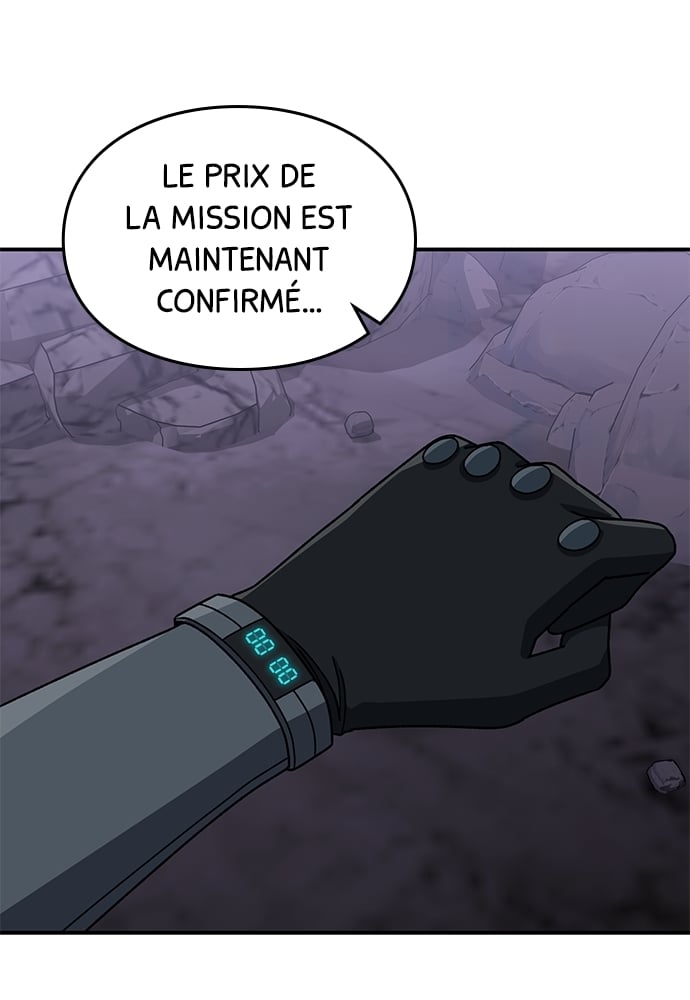 LE PRIX DE
LA MISSION EST
MAINTENANT
CONFIRMÉ...
00 00